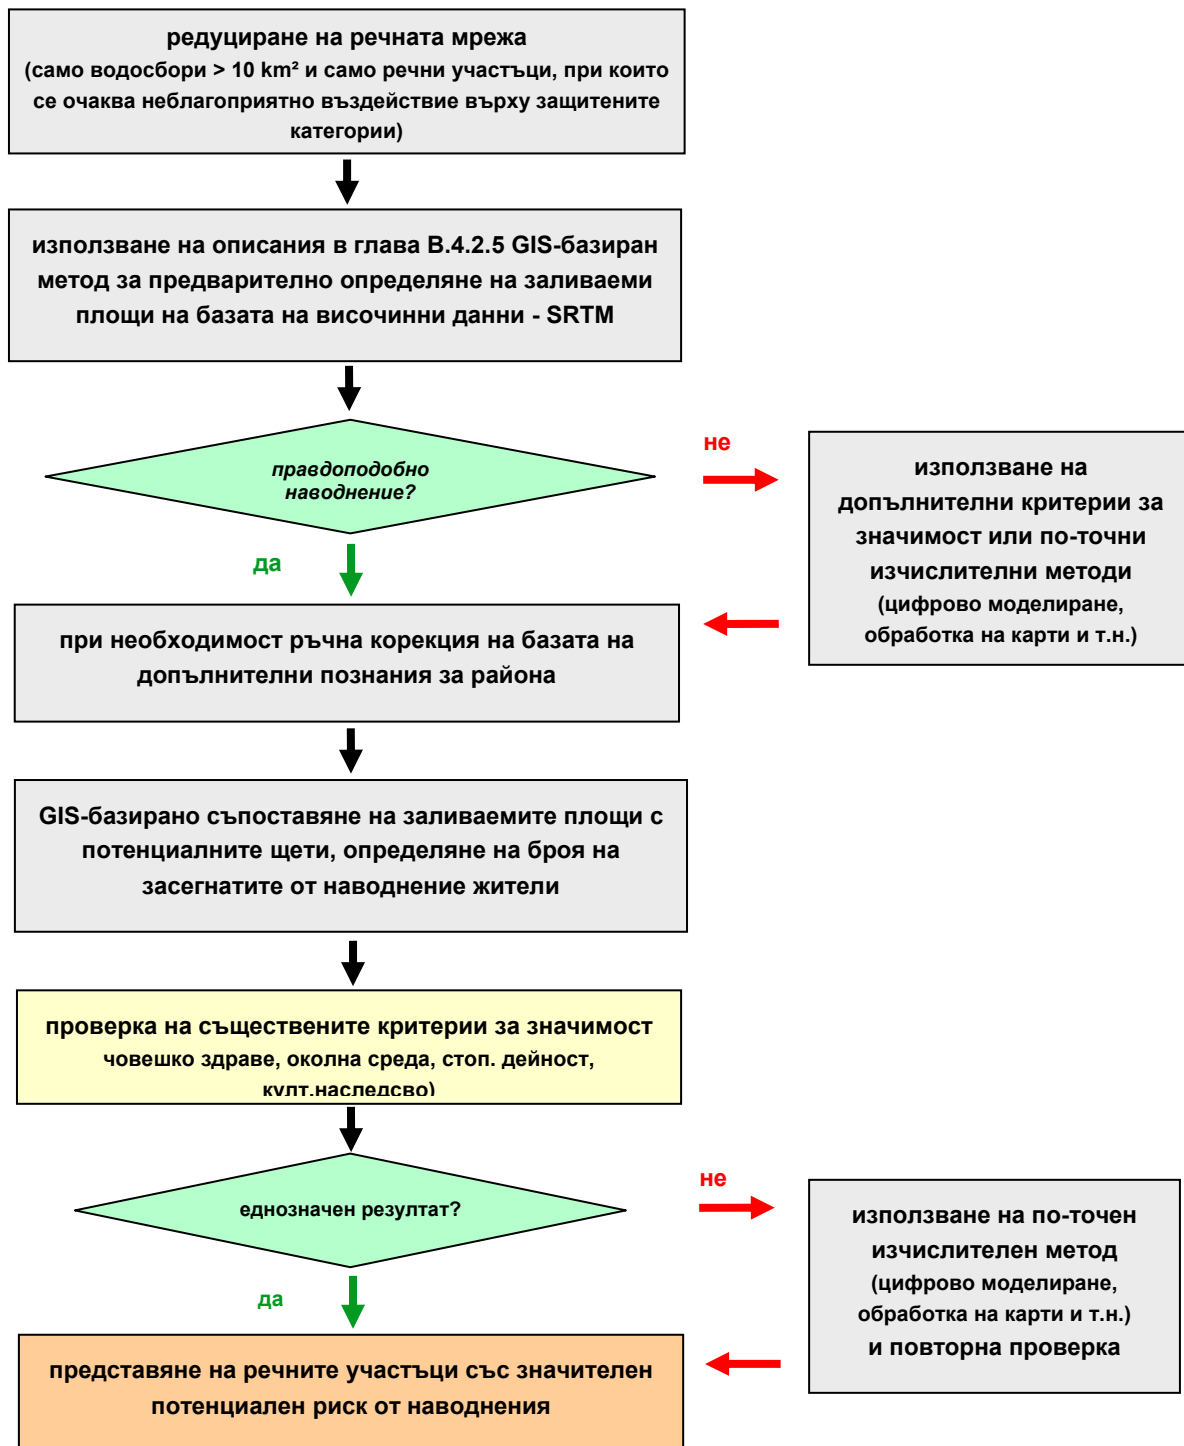 редуциране на речната мрежа
(само водосбори > 10 km² и само речни участъци, при които
се очаква неблагоприятно въздействие върху защитените
категории)
използване на описания в глава B.4.2.5 GIS-базиран
метод за предварително определяне на заливаеми
площи на базата на височинни данни - SRTM
правдоподобно
наводнение?
не
използване на
допълнителни критерии за
значимост или по-точни
изчислителни методи
(цифрово моделиране,
обработка на карти и т.н.)
да
при необходимост ръчна корекция на базата на
допълнителни познания за района
GIS-базирано съпоставяне на заливаемите площи с
потенциалните щети, определяне на броя на
засегнатите от наводнение жители
проверка на съществените критерии за значимост
човешко здраве, околна среда, стоп. дейност,
култ.наследсво)
еднозначен резултат?
не
използване на по-точен
изчислителен метод
(цифрово моделиране,
обработка на карти и т.н.)
и повторна проверка
да
представяне на речните участъци със значителен
потенциален риск от наводнения